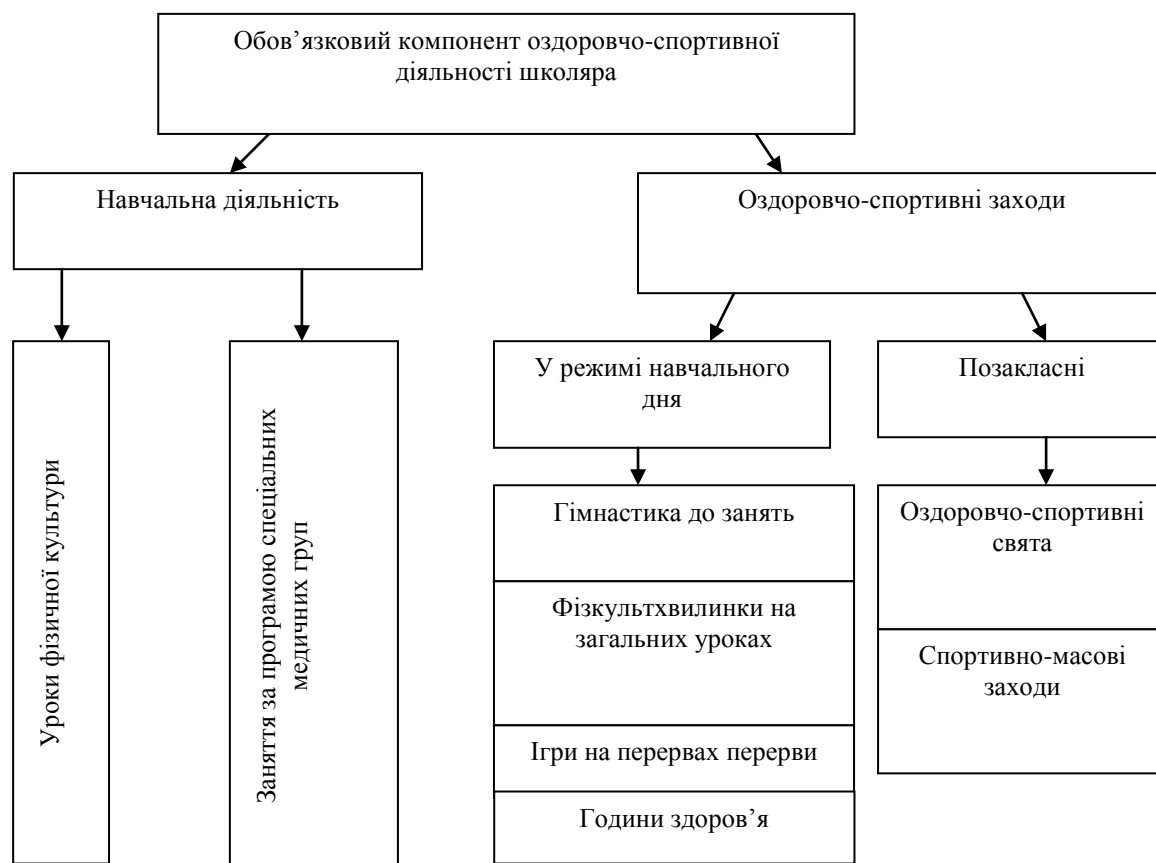 Обов’язковий компонент оздоровчо-спортивної
діяльності школяра
Навчальна діяльність
Оздоровчо-спортивні заходи
Уроки фізичної культури
Заняття за програмою спеціальних
медичних груп
У режимі навчального
дня
Позакласні
Гімнастика до занять
Фізкультхвилинки на
загальних уроках
Ігри на перервах перерви
Години здоров’я
Оздоровчо-спортивні
свята
Спортивно-масові
заходи